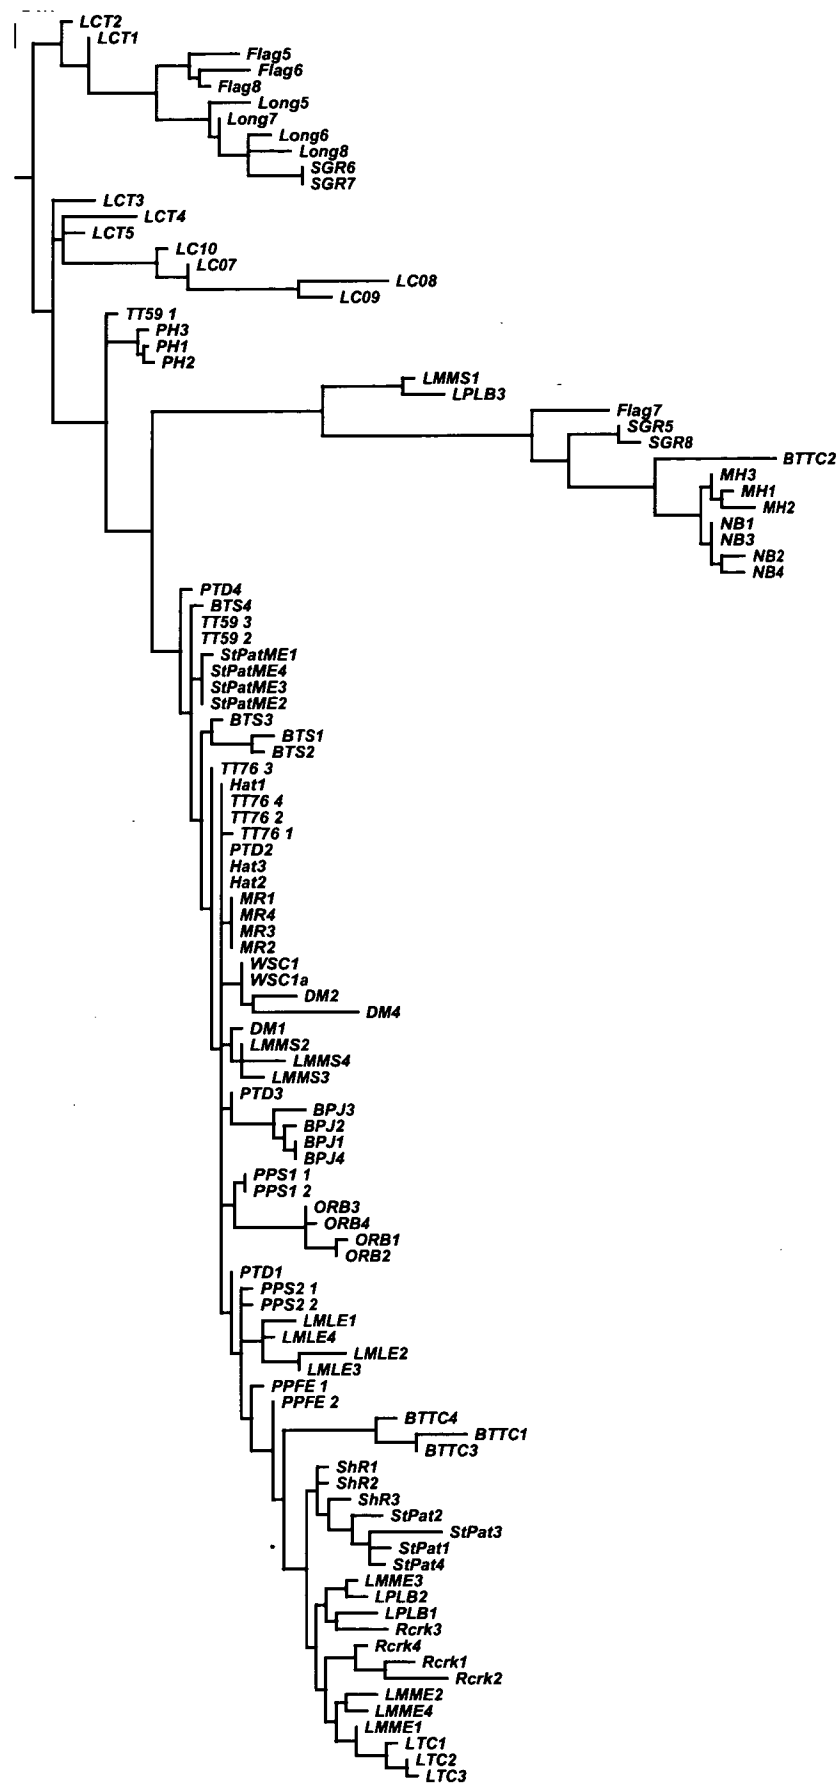 LCT2
LCT1
Flag5
Flag6
Flag8
Long5
Long7
Long6
Long8
SGR6
SGR7
LCT3
LCT4
LCT5
LC10
LC07
LC08
LC09
TT59 1
PH3
PH1
PH2
LMMS1
LPLB3
Flag7
SGR5
SGR8
BTTC2
MH3
MH1
MH2
NB1
NB3
NB2
NB4
PTD4
BTS4
TT59 3
TT59 2
StPatME1
StPatME4
StPatME3
StPatME2
BTS3
BTS1
BTS2
TT76 3
Hat1
TT76 4
TT76 2
TT76 1
PTD2
Hat3
Hat2
MR1
MR4
MR3
MR2
WSC1
WSC1a
DM2
DM4
DM1
LMMS2
LMMS4
LMMS3
PTD3
BPJ3
BPJ2
BPJ1
BPJ4
PPS1 1
PPS1 2
ORB3
ORB4
ORB1
ORB2
PTD1
PPS2 1
PPS2 2
LMLE1
LMLE4
LMLE2
LMLE3
PPFE 1
PPFE 2
BTTC4
BTTC1
BTTC3
ShR1
ShR2
ShR3
StPat2
StPat3
StPat1
StPat4
LMME3
LPLB2
LPLB1
Rcrk3
Rcrk4
Rcrk1
Rcrk2
LMME2
LMME4
LMME1
LTC1
LTC2
LTC3